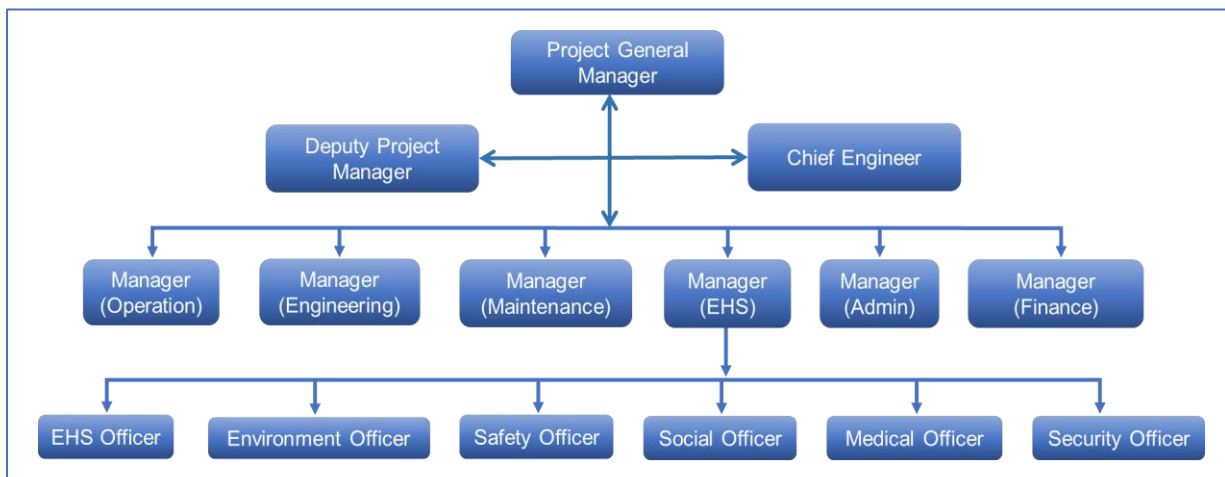 Project General
Manager
Deputy Project
Manager
Chief Engineer
Manager
(Operation)
Manager
(Engineering)
Manager
(Maintenance)
Manager
(EHS)
Manager
(Admin)
Manager
(Finance)
EHS Officer
Environment Officer
Safety Officer
Social Officer
Medical Officer
Security Officer